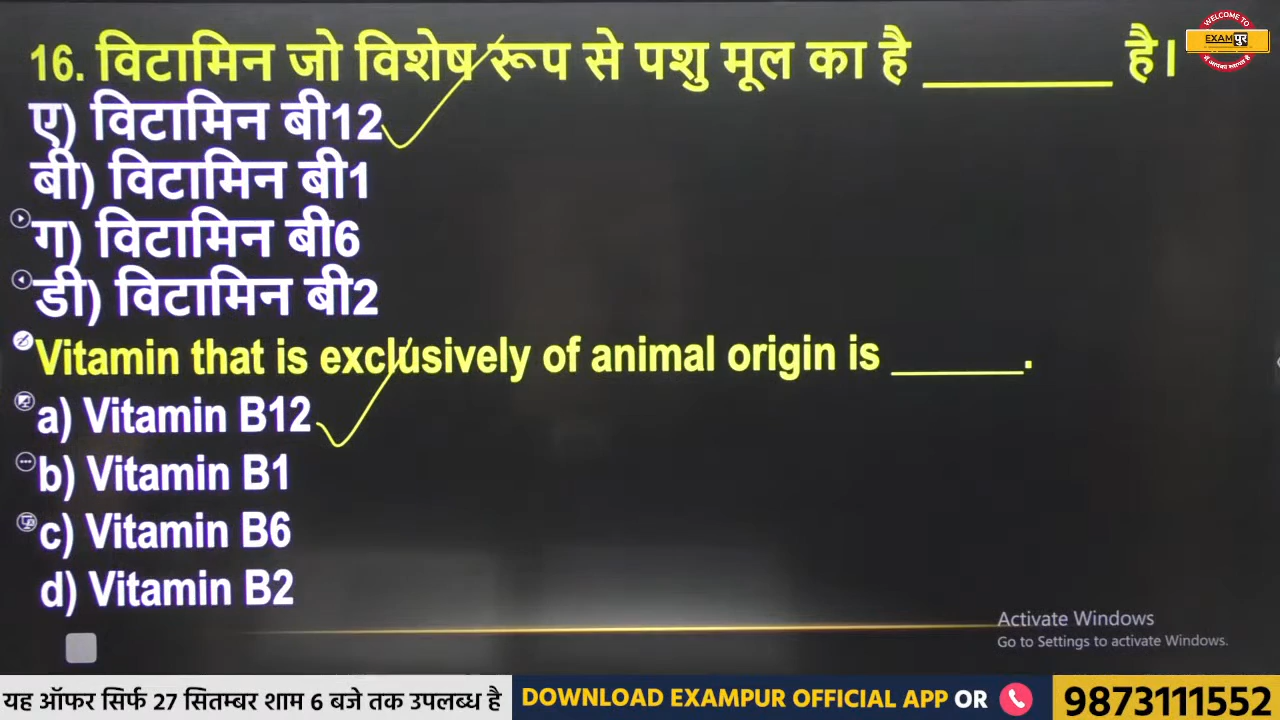 WELCOME TO
EXAMपुर
16. विटामिन जो विशेष रूप से पशु मूल का है ________ है।
ए) विटामिन बी12
बी) विटामिन बी1
ग) विटामिन बी6
डी) विटामिन बी2
Vitamin that is exclusively of animal origin is ______.
a) Vitamin B12
b) Vitamin B1
c) Vitamin B6
d) Vitamin B2
Activate Windows
Go to Settings to activate Windows.
यह ऑफर सिर्फ 27 सितम्बर शाम 6 बजे तक उपलब्ध है
DOWNLOAD EXAMPUR OFFICIAL APP OR
9873111552